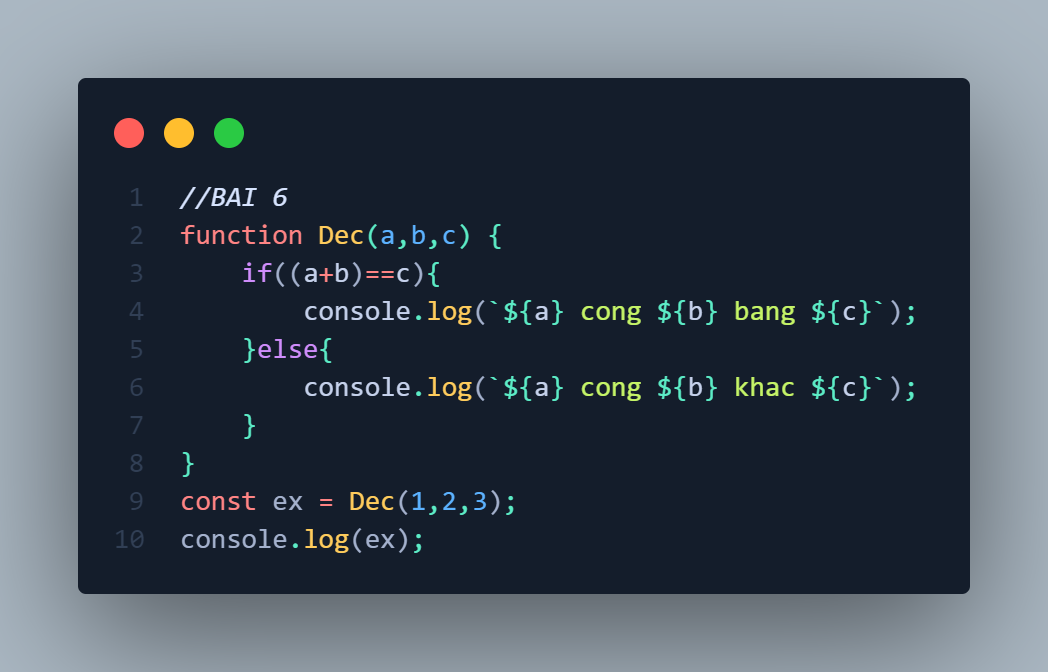 1 //BAI 6
2 function Dec(a,b,c) {
3     if((a+b)==c){
4         console.log(`${a} cong ${b} bang ${c}`);
5     }else{
6         console.log(`${a} cong ${b} khac ${c}`);
7     }
8 }
9 const ex = Dec(1,2,3);
10 console.log(ex);